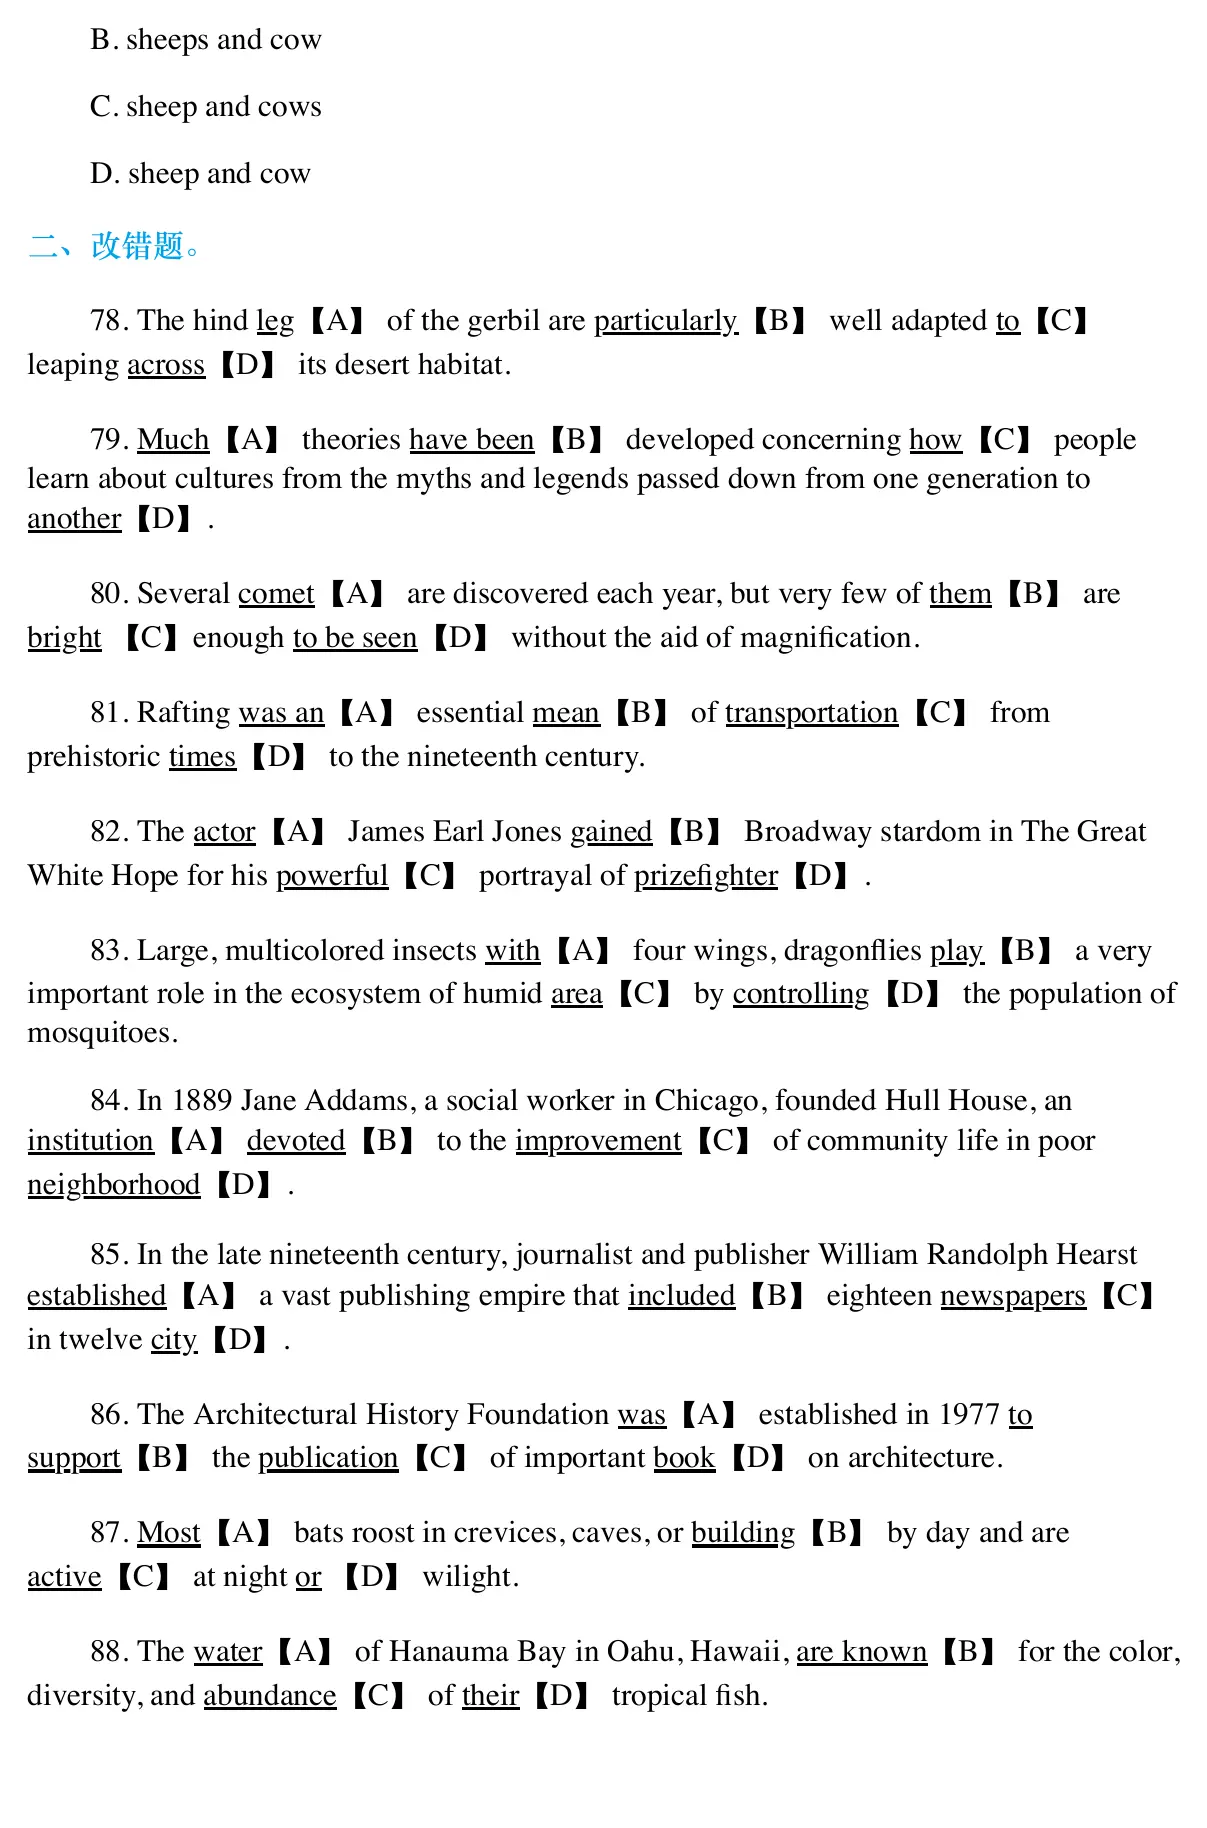 B. sheeps and cow
C. sheep and cows
D. sheep and cow
二、改错题。
78. The hind leg【A】 of the gerbil are particularly【B】 well adapted to【C】
leaping across【D】 its desert habitat.
79. Much【A】 theories have been【B】 developed concerning how【C】 people
learn about cultures from the myths and legends passed down from one generation to
another【D】.
80. Several comet【A】 are discovered each year, but very few of them【B】 are
bright 【C】enough to be seen【D】 without the aid of magnification.
81. Rafting was an【A】 essential mean【B】 of transportation【C】 from
prehistoric times【D】 to the nineteenth century.
82. The actor【A】 James Earl Jones gained【B】 Broadway stardom in The Great
White Hope for his powerful【C】 portrayal of prizefighter【D】.
83. Large, multicolored insects with【A】 four wings, dragonflies play【B】 a very
important role in the ecosystem of humid area【C】 by controlling【D】 the population of
mosquitoes.
84. In 1889 Jane Addams, a social worker in Chicago, founded Hull House, an
institution【A】 devoted【B】 to the improvement【C】 of community life in poor
neighborhood【D】.
85. In the late nineteenth century, journalist and publisher William Randolph Hearst
established【A】 a vast publishing empire that included【B】 eighteen newspapers【C】
in twelve city【D】.
86. The Architectural History Foundation was【A】 established in 1977 to
support【B】 the publication【C】 of important book【D】 on architecture.
87. Most【A】 bats roost in crevices, caves, or building【B】 by day and are
active【C】 at night or 【D】 wilight.
88. The water【A】 of Hanauma Bay in Oahu, Hawaii, are known【B】 for the color,
diversity, and abundance【C】 of their【D】 tropical fish.